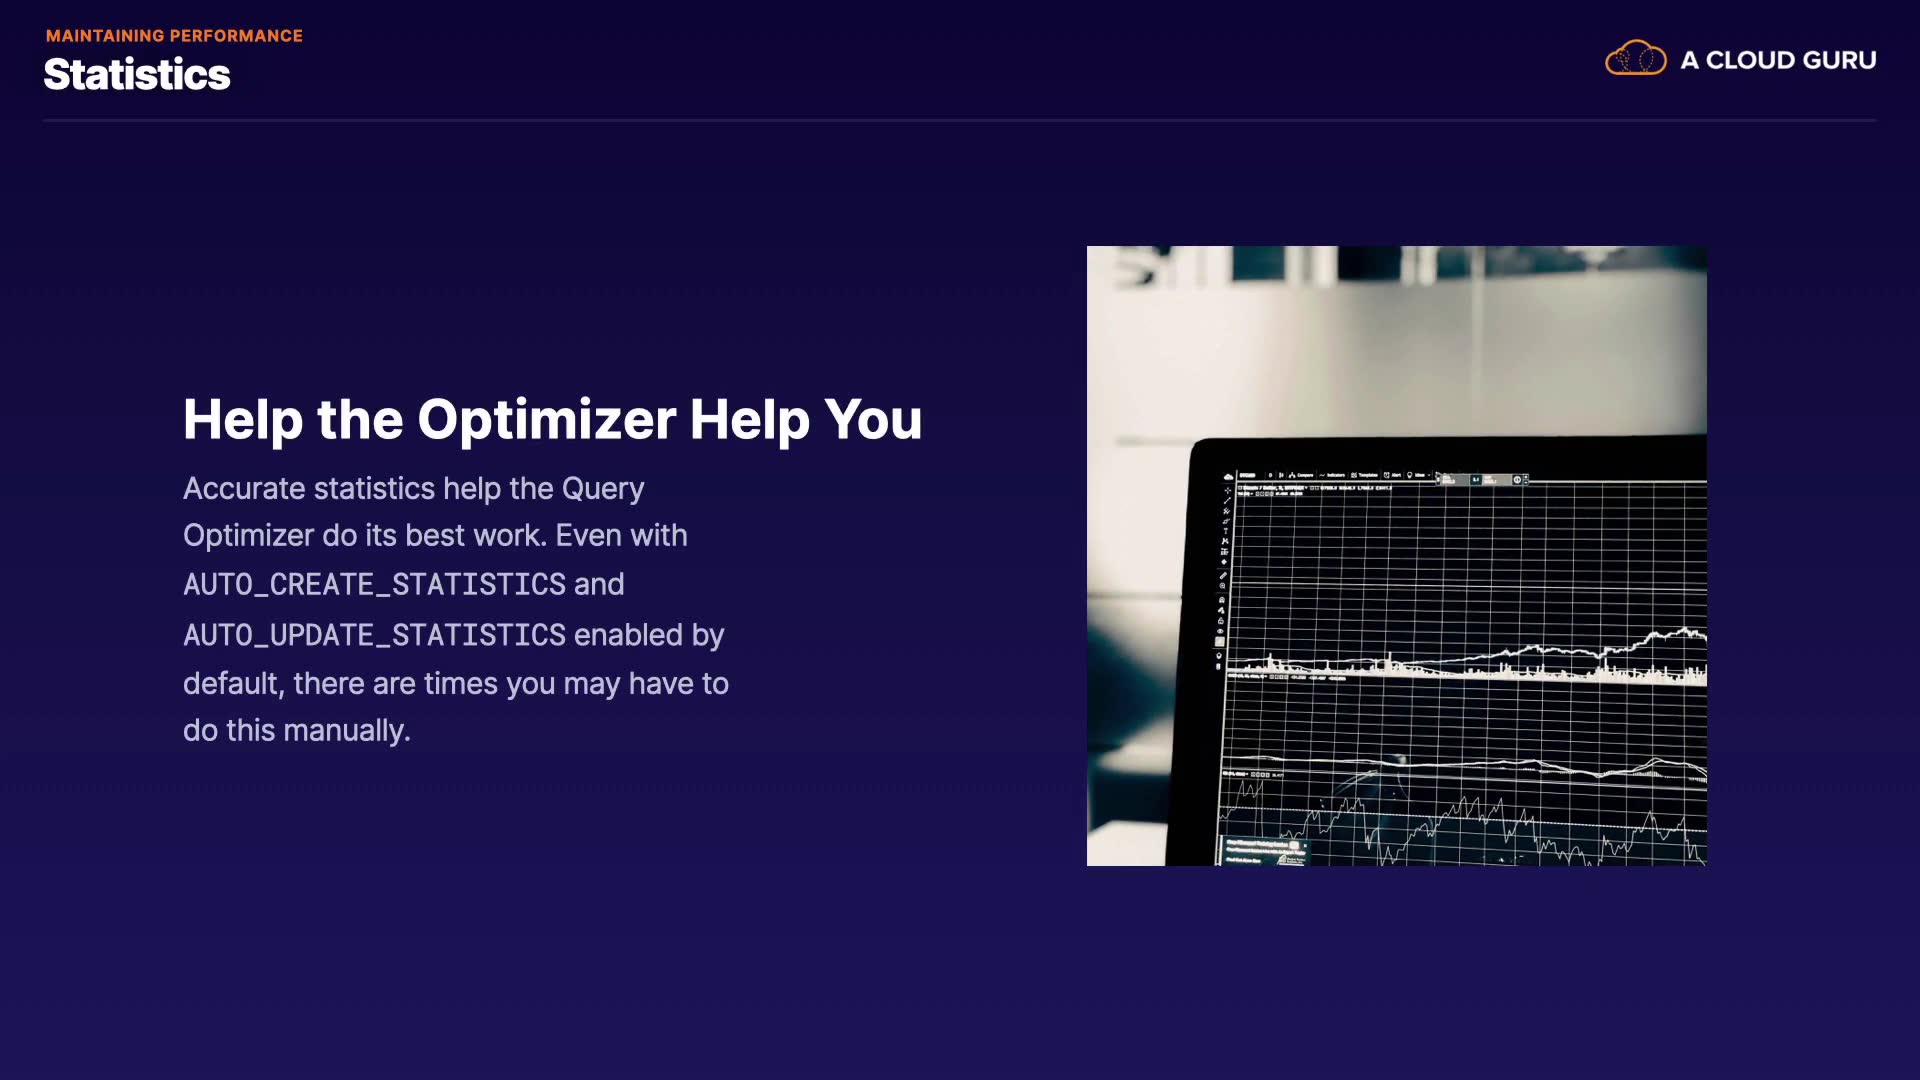 MAINTAINING PERFORMANCE
Statistics
A CLOUD GURU
Help the Optimizer Help You
Accurate statistics help the Query
Optimizer do its best work. Even with
AUTO_CREATE_STATISTICS and
AUTO_UPDATE_STATISTICS enabled by
default, there are times you may have to
do this manually.